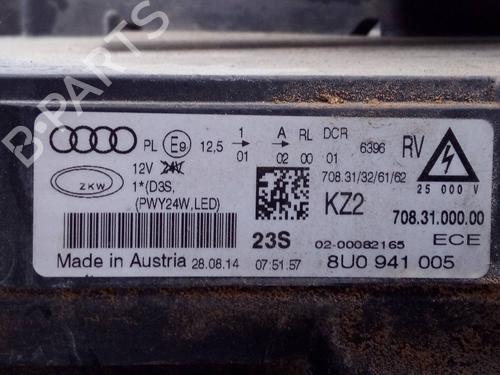 B-PARTS
PL E9 12,5 1 A RL DCR 6396 RV
01 02 00 01
12V 24V 708.31/32/61/62
ZKW 1*(D3S, 25 000 V
(PWY24W,LED) KZ2 708.31.000.00
23S 02-00082165 ECE
Made in Austria 28.08.14 07:51.57 8U0 941 005